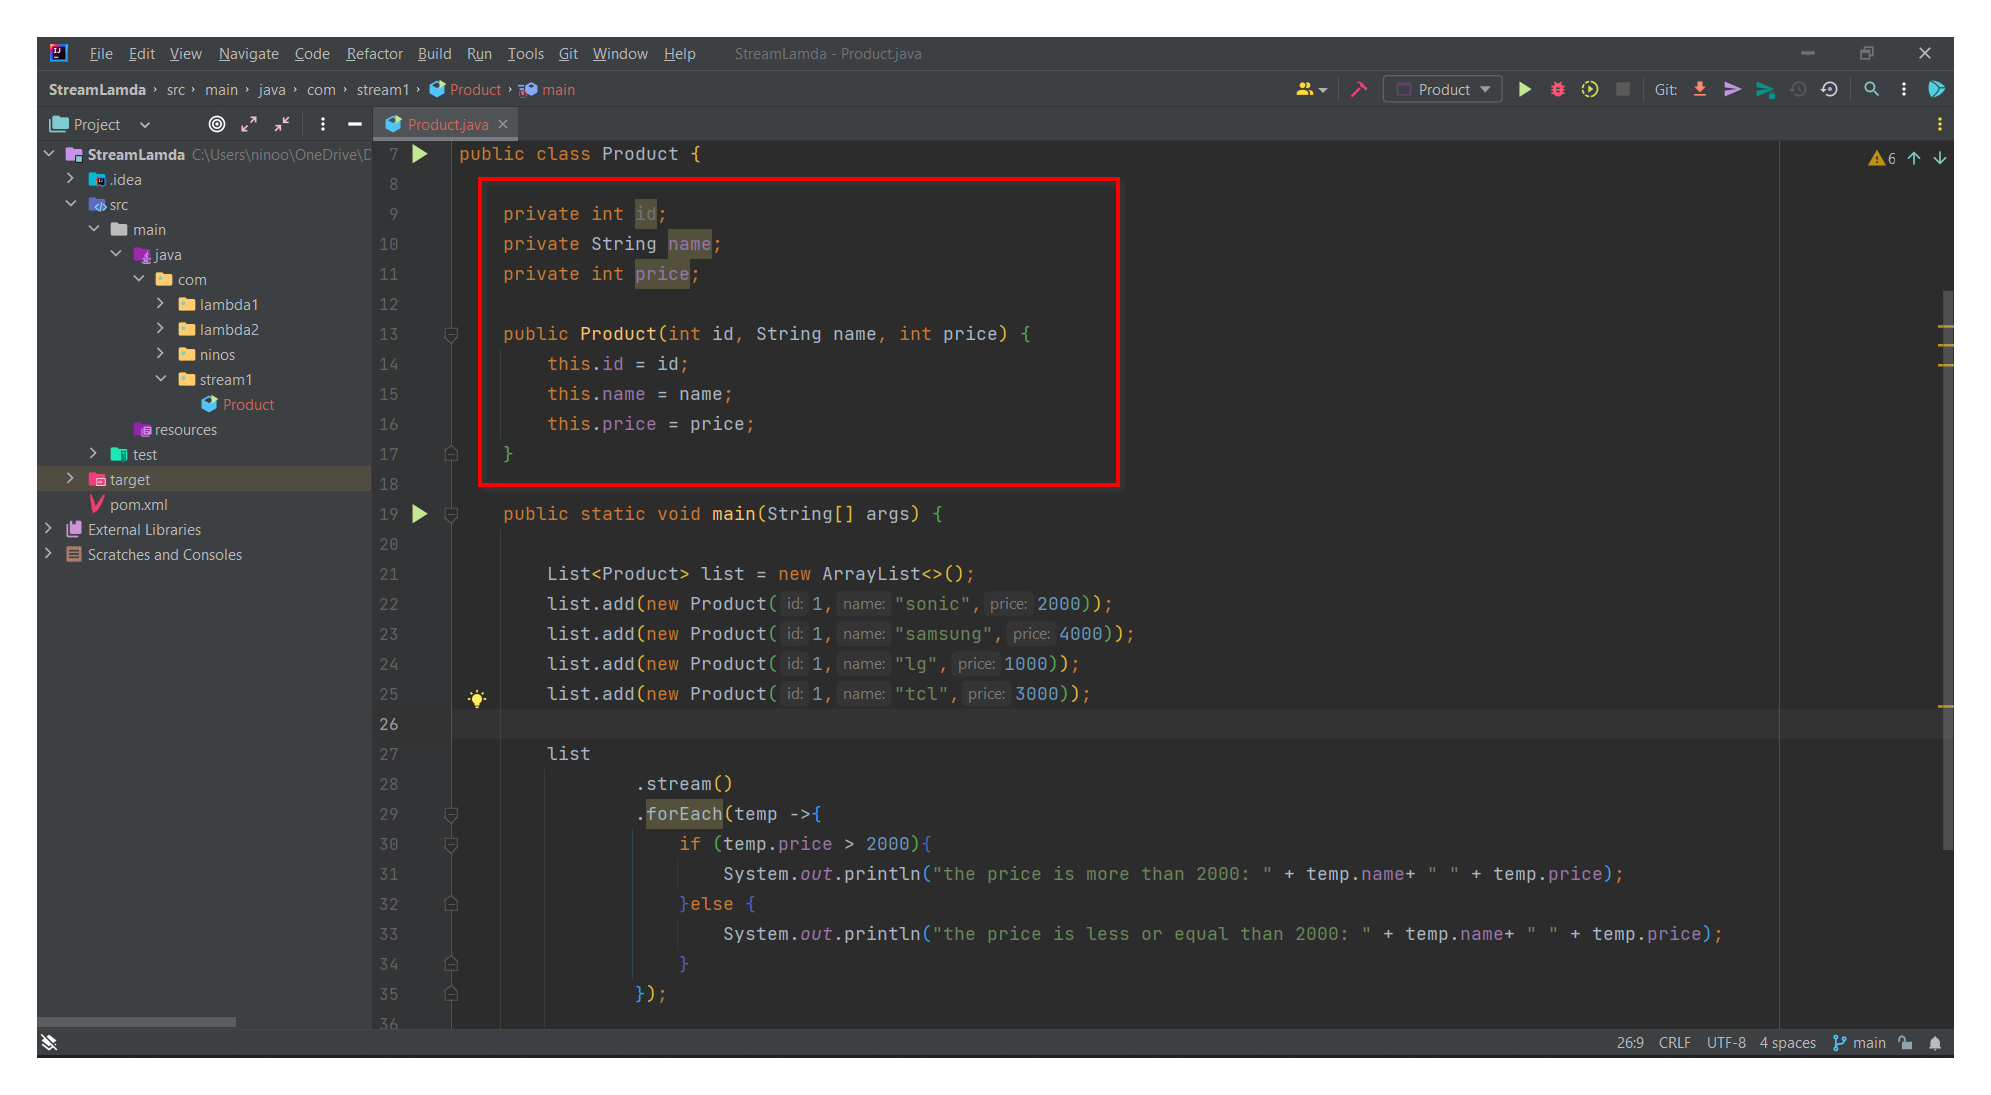 File Edit View Navigate Code Refactor Build Run Tools Git Window Help StreamLamda - Product.java
StreamLamda › src › main › java › com › stream1 › Product › main
Product
Git:
Project
Product.java
StreamLamda C:\Users\ninoo\OneDrive\D
.idea
src
main
java
com
lambda1
lambda2
ninos
stream1
Product
resources
test
target
pom.xml
External Libraries
Scratches and Consoles
6
7 public class Product {
8
9 private int id;
10 private String name;
11 private int price;
12
13 public Product(int id, String name, int price) {
14 this.id = id;
15 this.name = name;
16 this.price = price;
17 }
18
19 public static void main(String[] args) {
20
21 List<Product> list = new ArrayList<>();
22 list.add(new Product( id: 1, name: "sonic", price: 2000));
23 list.add(new Product( id: 1, name: "samsung", price: 4000));
24 list.add(new Product( id: 1, name: "lg", price: 1000));
25 list.add(new Product( id: 1, name: "tcl", price: 3000));
26
27 list
28 .stream()
29 .forEach(temp ->{
30 if (temp.price > 2000){
31 System.out.println("the price is more than 2000: " + temp.name+ " " + temp.price);
32 }else {
33 System.out.println("the price is less or equal than 2000: " + temp.name+ " " + temp.price);
34 }
35 });
36
26:9 CRLF UTF-8 4 spaces main